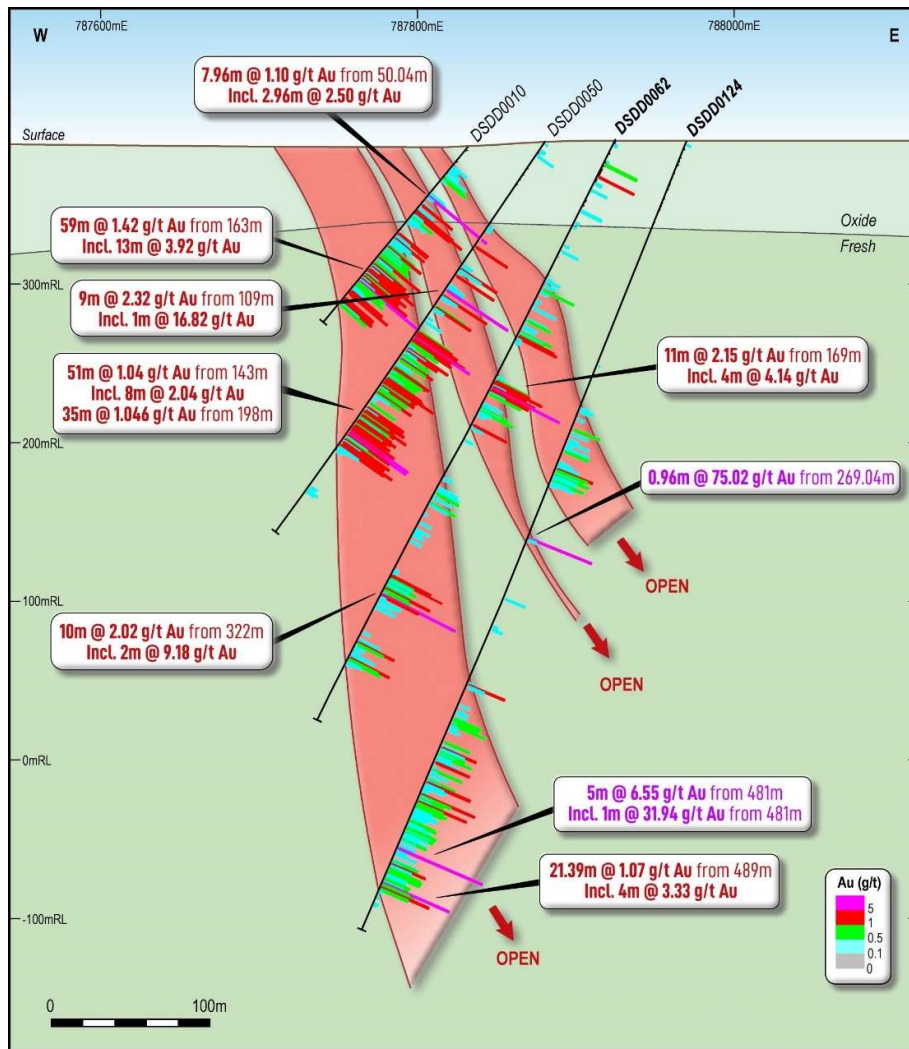 787600mE
787800mE
788000mE
W
E
7.96m @ 1.10 g/t Au from 50.04m
Incl. 2.96m @ 2.50 g/t Au
DSDD0010
DSDD0050
DSDD0062
DSDD0124
Surface
Oxide
Fresh
59m @ 1.42 g/t Au from 163m
Incl. 13m @ 3.92 g/t Au
300mRL
9m @ 2.32 g/t Au from 109m
Incl. 1m @ 16.82 g/t Au
51m @ 1.04 g/t Au from 143m
Incl. 8m @ 2.04 g/t Au
35m @ 1.046 g/t Au from 198m
11m @ 2.15 g/t Au from 169m
Incl. 4m @ 4.14 g/t Au
200mRL
0.96m @ 75.02 g/t Au from 269.04m
OPEN
100mRL
10m @ 2.02 g/t Au from 322m
Incl. 2m @ 9.18 g/t Au
OPEN
0mRL
5m @ 6.55 g/t Au from 481m
Incl. 1m @ 31.94 g/t Au from 481m
21.39m @ 1.07 g/t Au from 489m
Incl. 4m @ 3.33 g/t Au
-100mRL
OPEN
Au (g/t)
5
1
0.5
0.1
0
0
100m